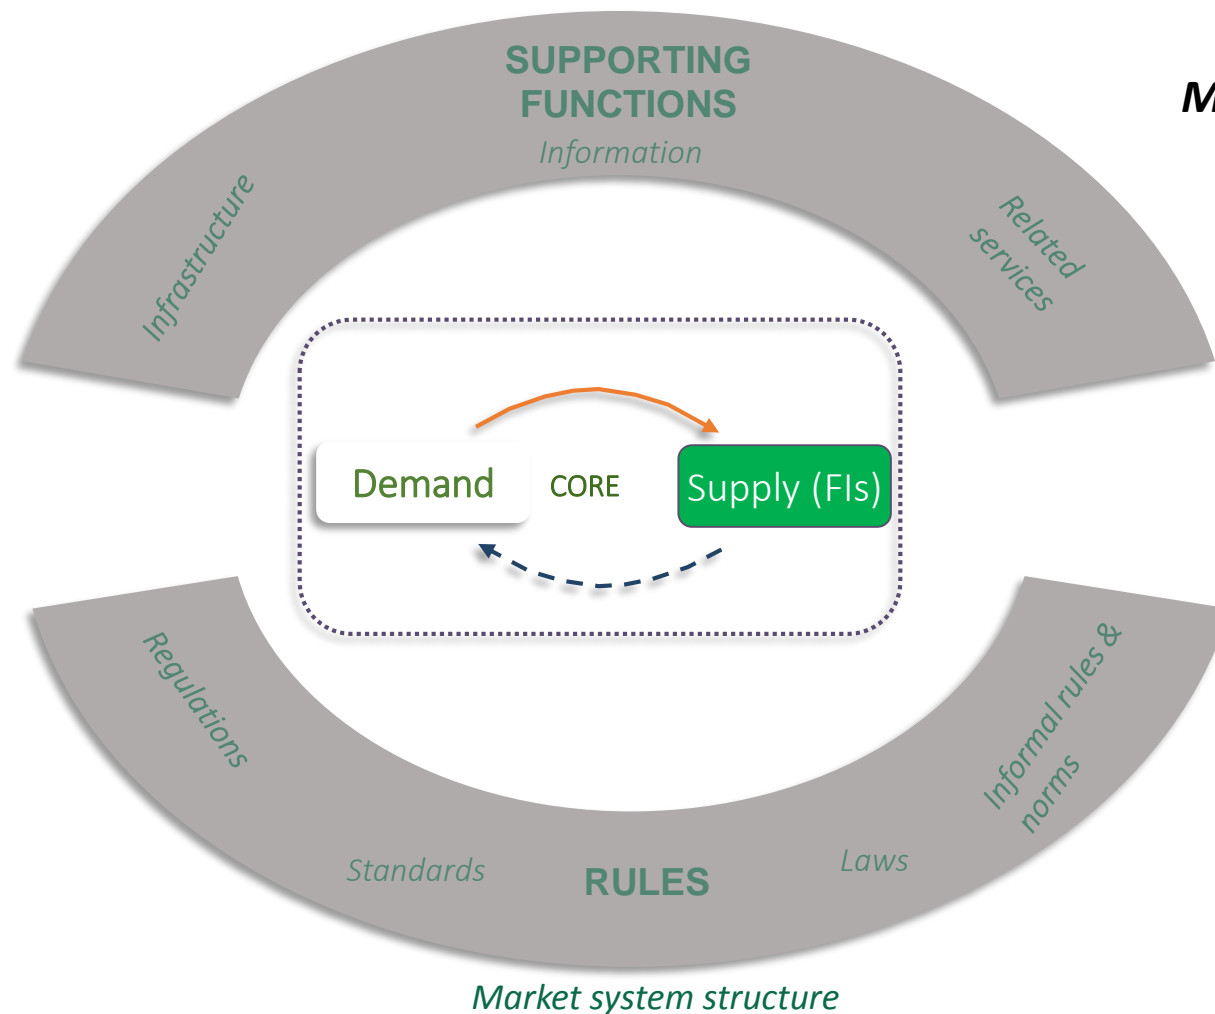 SUPPORTING
FUNCTIONS
Information
M
Infrastructure
Related
services
Demand
CORE
Supply (FIs)
Regulations
Informal rules &
norms
Standards
RULES
Laws
Market system structure